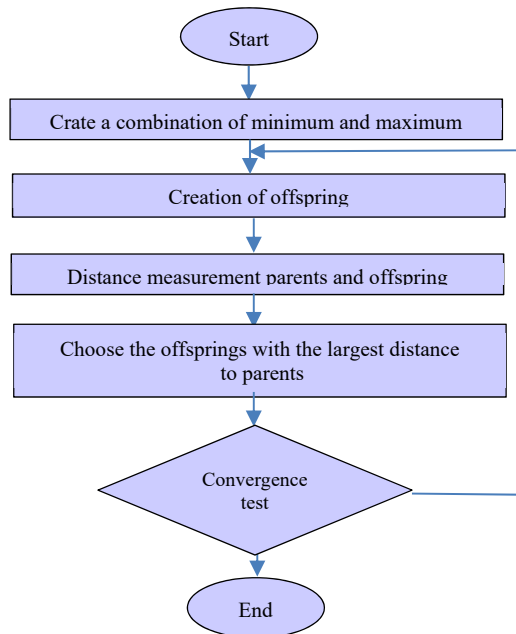 Start
Crate a combination of minimum and maximum
Creation of offspring
Distance measurement parents and offspring
Choose the offsprings with the largest distance
to parents
Convergence
test
End